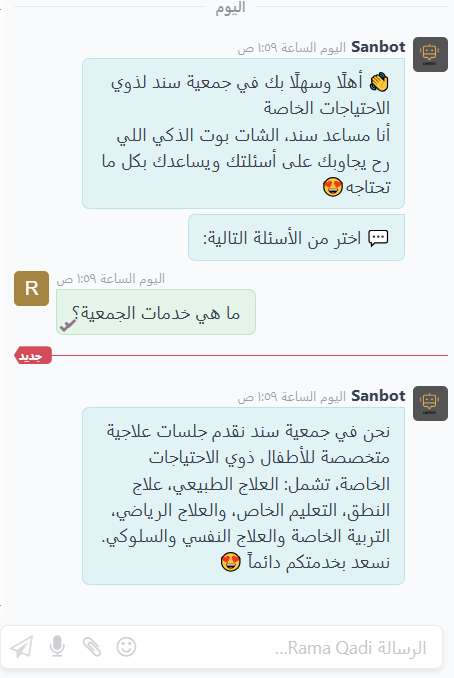 اليوم
Sanbot اليوم الساعة ١:٥٩ ص
👏 أهلًا وسهلًا بك في جمعية سند لذوي
الاحتياجات الخاصة
أنا مساعد سند، الشات بوت الذكي اللي
رح يجاوبك على أسئلتك ويساعدك بكل ما
تحتاجه😍
💬 اختر من الأسئلة التالية:
اليوم الساعة ١:٥٩ ص
R
ما هي خدمات الجمعية؟
جديد
Sanbot اليوم الساعة ١:٥٩ ص
نحن في جمعية سند نقدم جلسات علاجية
متخصصة للأطفال ذوي الاحتياجات
الخاصة، تشمل: العلاج الطبيعي، علاج
النطق، التعليم الخاص، والعلاج الرياضي،
التربية الخاصة والعلاج النفسي والسلوكي.
نسعد بخدمتكم دائماً 😍
الرسالة Rama Qadi...